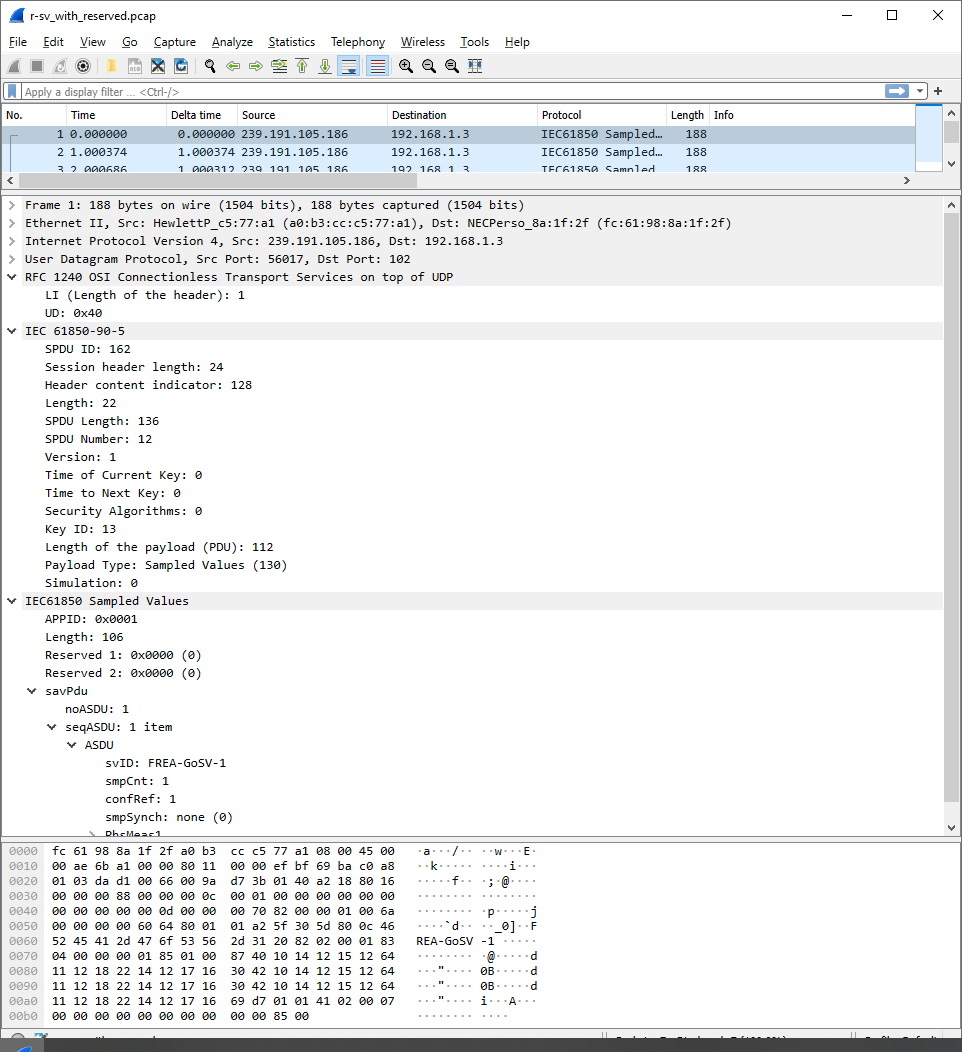 r-sv_with_reserved.pcap
File Edit View Go Capture Analyze Statistics Telephony Wireless Tools Help
Apply a display filter ... <Ctrl-/>
No. Time Delta time Source Destination Protocol Length Info
1 0.000000 0.000000 239.191.105.186 192.168.1.3 IEC61850 Sampled… 188
2 1.000374 1.000374 239.191.105.186 192.168.1.3 IEC61850 Sampled… 188
3 2.000686 1.000312 239.191.105.186 192.168.1.3 IEC61850 Sampled 188
Frame 1: 188 bytes on wire (1504 bits), 188 bytes captured (1504 bits)
Ethernet II, Src: HewlettP_c5:77:a1 (a0:b3:cc:c5:77:a1), Dst: NECPerso_8a:1f:2f (fc:61:98:8a:1f:2f)
Internet Protocol Version 4, Src: 239.191.105.186, Dst: 192.168.1.3
User Datagram Protocol, Src Port: 56017, Dst Port: 102
RFC 1240 OSI Connectionless Transport Services on top of UDP
LI (Length of the header): 1
UD: 0x40
IEC 61850-90-5
SPDU ID: 162
Session header length: 24
Header content indicator: 128
Length: 22
SPDU Length: 136
SPDU Number: 12
Version: 1
Time of Current Key: 0
Time to Next Key: 0
Security Algorithms: 0
Key ID: 13
Length of the payload (PDU): 112
Payload Type: Sampled Values (130)
Simulation: 0
IEC61850 Sampled Values
APPID: 0x0001
Length: 106
Reserved 1: 0x0000 (0)
Reserved 2: 0x0000 (0)
savPdu
noASDU: 1
seqASDU: 1 item
ASDU
svID: FREA-GoSV-1
smpCnt: 1
confRef: 1
smpSynch: none (0)
PhsMeas1
0000 fc 61 98 8a 1f 2f a0 b3 cc c5 77 a1 08 00 45 00 ·a···/·· ··w···E·
0010 00 ae 6b a1 00 00 80 11 00 00 ef bf 69 ba c0 a8 ··k····· ····i···
0020 01 03 da d1 00 66 00 9a d7 3b 01 40 a2 18 80 16 ·····f·· ·;·@····
0030 00 00 00 88 00 00 00 0c 00 01 00 00 00 00 00 00 ········ ········
0040 00 00 00 00 00 0d 00 00 00 70 82 00 00 01 00 6a ········ ·p·····j
0050 00 00 00 00 60 64 80 01 01 a2 5f 30 5d 80 0c 46 ····`d·· ··_0]··F
0060 52 45 41 2d 47 6f 53 56 2d 31 20 82 02 00 01 83 REA-GoSV -1 ·····
0070 04 00 00 00 01 85 01 00 87 40 10 14 12 15 12 64 ········ ·@·····d
0080 11 12 18 22 14 12 17 16 30 42 10 14 12 15 12 64 ···"···· 0B·····d
0090 11 12 18 22 14 12 17 16 30 42 10 14 12 15 12 64 ···"···· 0B·····d
00a0 11 12 18 22 14 12 17 16 69 d7 01 01 41 02 00 07 ···"···· i···A···
00b0 00 00 00 00 00 00 00 00 00 00 85 00 ········ ····